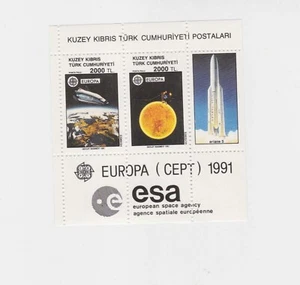 KUZEY KIBRIS TÜRK CUMHURİYETİ POSTALARI
KUZEY KIBRIS
TÜRK CUMHURİYETİ
2000 TL.
EUROPA
KUZEY KIBRIS
TÜRK CUMHURİYETİ
2000 TL.
EUROPA
EUROPA (CEPT) 1991
esa
european space agency
agence spatiale européenne